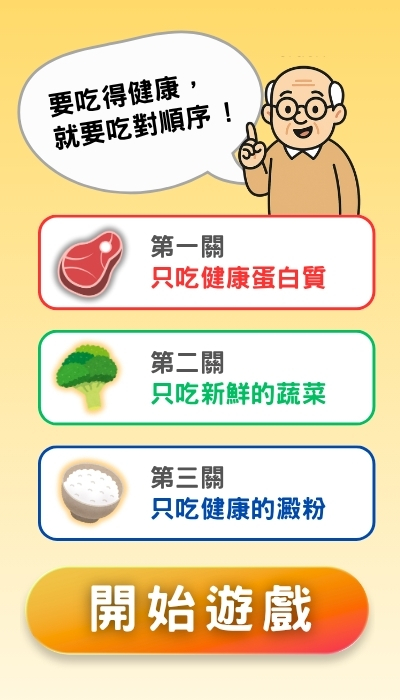 要吃得健康，
就要吃對順序！
第一關
只吃健康蛋白質
第二關
只吃新鮮的蔬菜
第三關
只吃健康的澱粉
開始遊戲